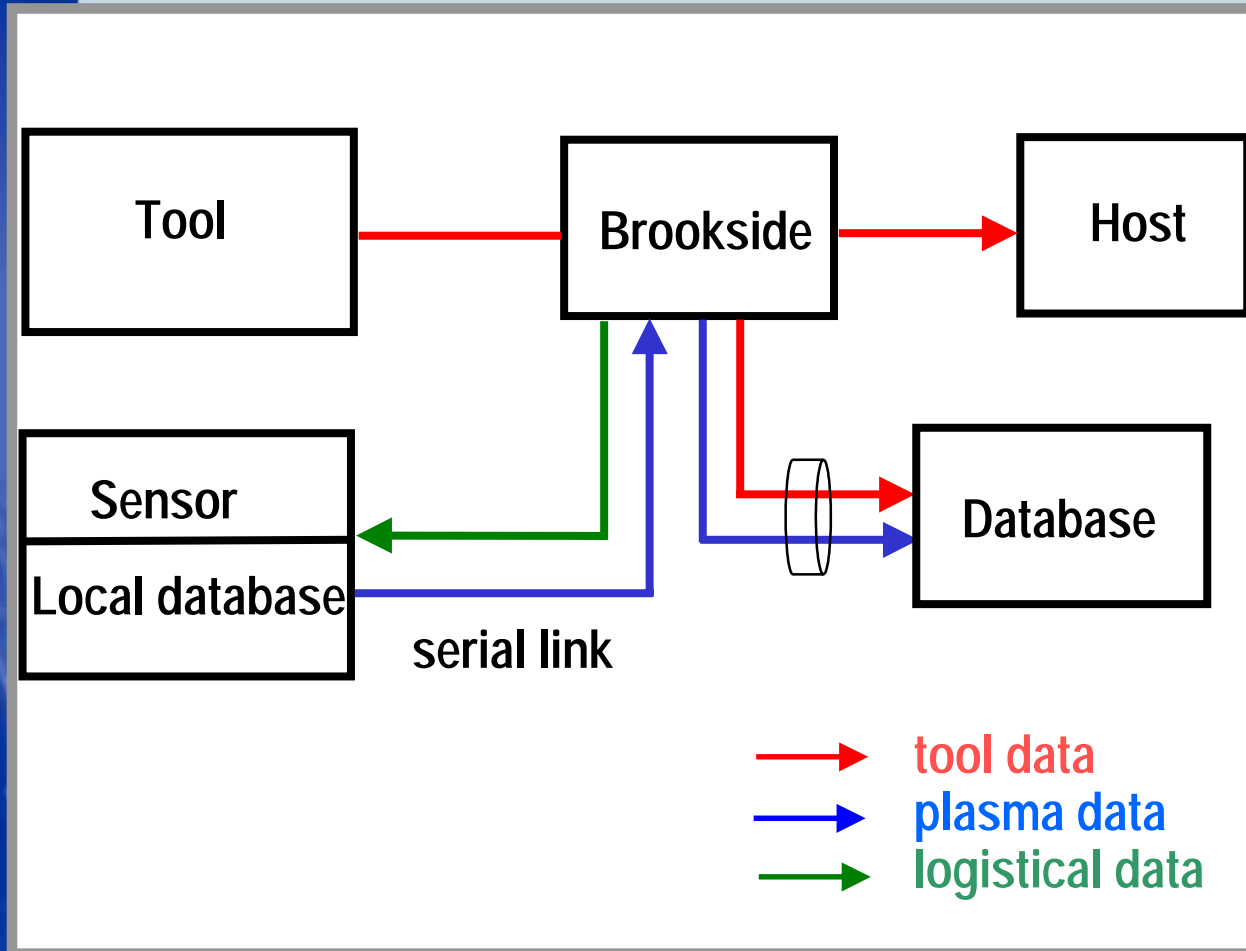 Tool
Brookside
Host
Sensor
Local database
Database
serial link
tool data
plasma data
logistical data